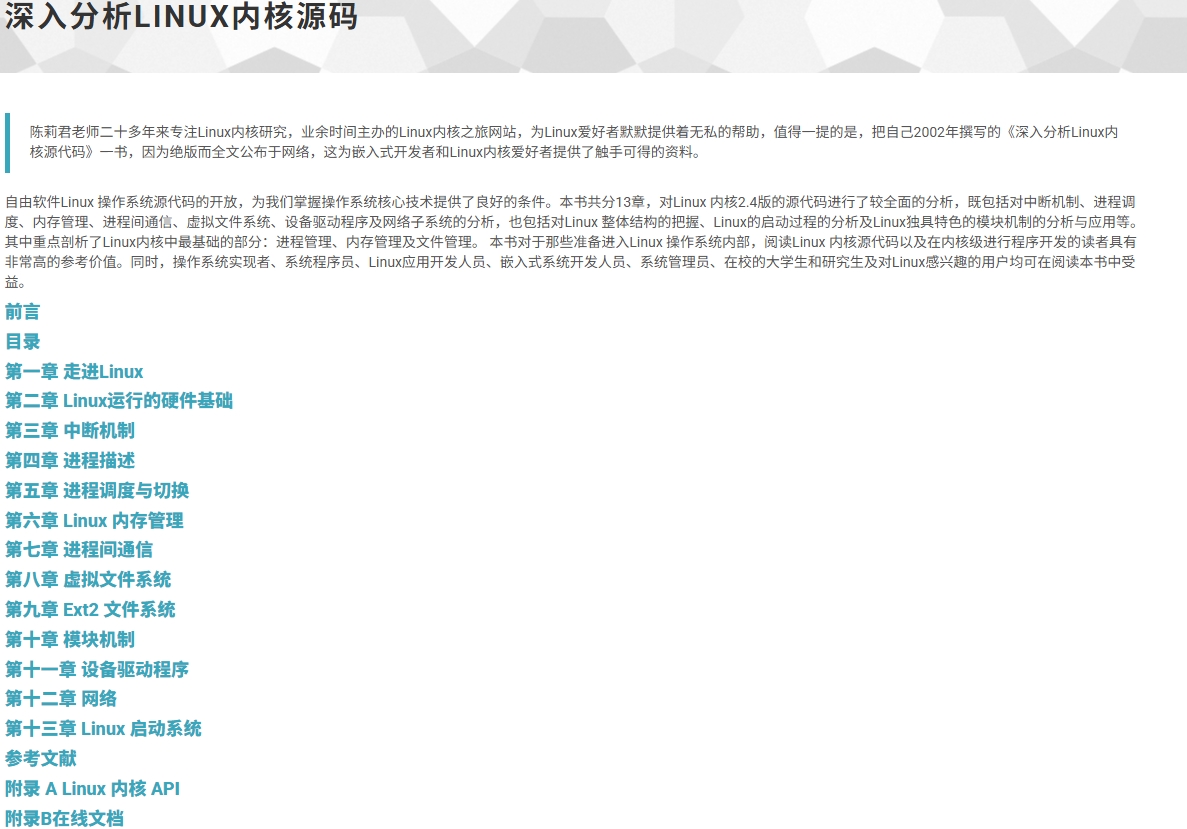 深入分析LINUX内核源码
陈莉君老师二十多年来专注Linux内核研究，业余时间主办的Linux内核之旅网站，为Linux爱好者默默提供着无私的帮助，值得一提的是，把自己2002年撰写的《深入分析Linux内
核源代码》一书，因为绝版而全文公布于网络，这为嵌入式开发者和Linux内核爱好者提供了触手可得的资料。
自由软件Linux 操作系统源代码的开放，为我们掌握操作系统核心技术提供了良好的条件。本书共分13章，对Linux 内核2.4版的源代码进行了较全面的分析，既包括对中断机制、进程调
度、内存管理、进程间通信、虚拟文件系统、设备驱动程序及网络子系统的分析，也包括对Linux 整体结构的把握、Linux的启动过程的分析及Linux独具特色的模块机制的分析与应用等。
其中重点剖析了Linux内核中最基础的部分：进程管理、内存管理及文件管理。 本书对于那些准备进入Linux 操作系统内部，阅读Linux 内核源代码以及在内核级进行程序开发的读者具有
非常高的参考价值。同时，操作系统实现者、系统程序员、Linux应用开发人员、嵌入式系统开发人员、系统管理员、在校的大学生和研究生及对Linux感兴趣的用户均可在阅读本书中受
益。
前言
目录
第一章 走进Linux
第二章 Linux运行的硬件基础
第三章 中断机制
第四章 进程描述
第五章 进程调度与切换
第六章 Linux 内存管理
第七章 进程间通信
第八章 虚拟文件系统
第九章 Ext2 文件系统
第十章 模块机制
第十一章 设备驱动程序
第十二章 网络
第十三章 Linux 启动系统
参考文献
附录 A Linux 内核 API
附录B在线文档